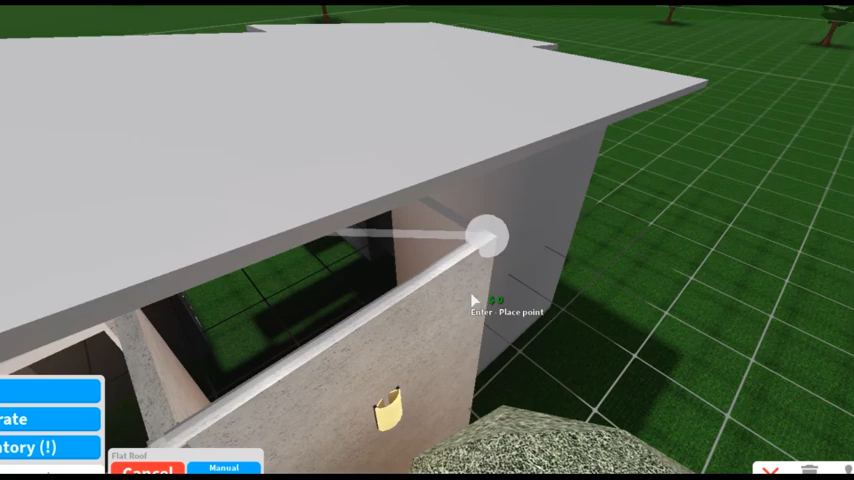 $ 0
Enter - Place point
rate
ntory (!)
Flat Roof
Cancel
Manual